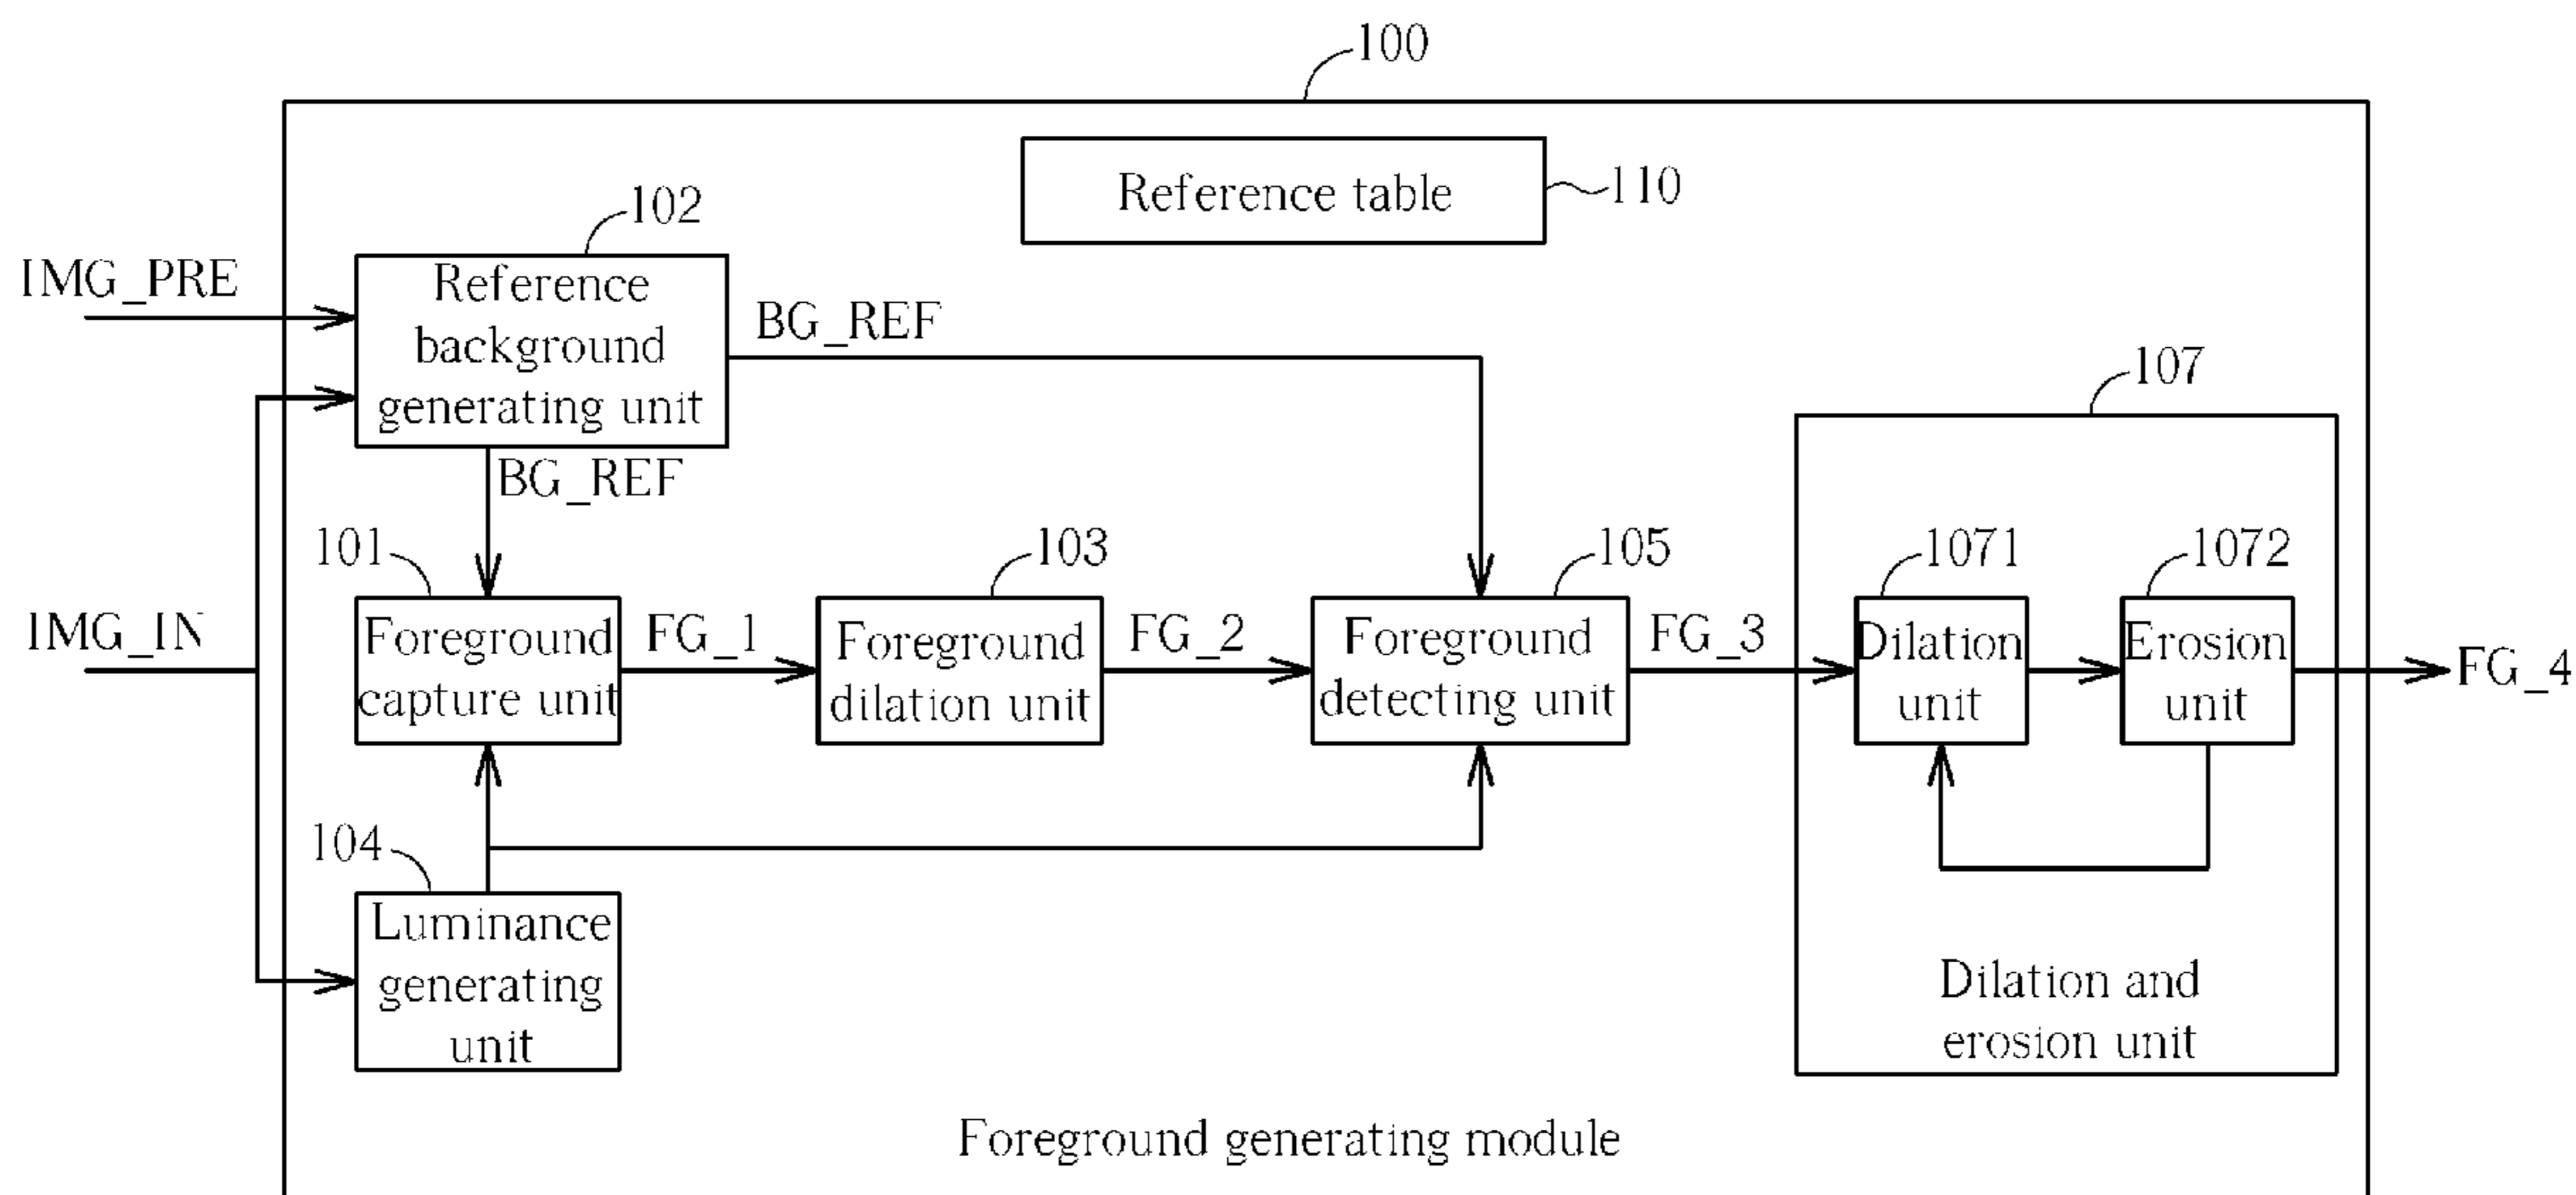 100
Reference table
110
102
IMG_PRE
Reference
background
generating unit
BG_REF
BG_REF
107
101
103
105
1071
1072
IMG_IN
Foreground
capture unit
FG_1
Foreground
dilation unit
FG_2
Foreground
detecting unit
FG_3
Dilation
unit
Erosion
unit
FG_4
104
Luminance
generating
unit
Dilation and
erosion unit
Foreground generating module